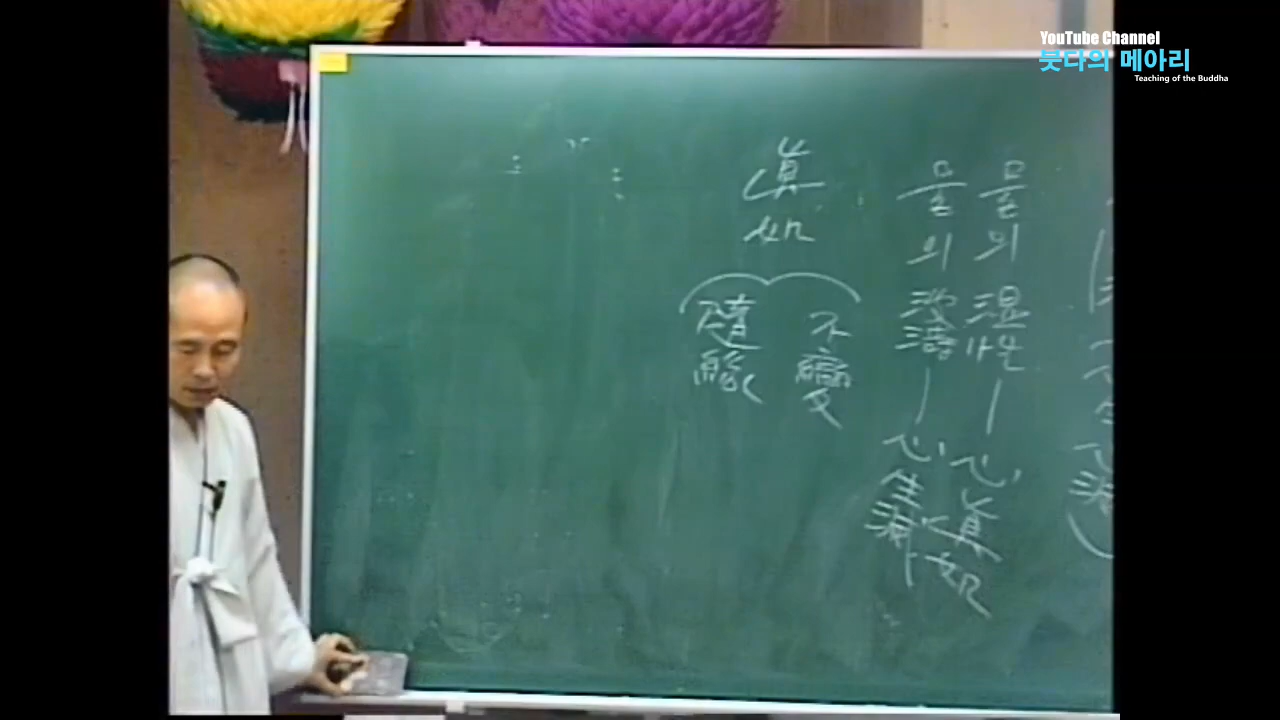 YouTube Channel
붓다의 메아리
Teaching of the Buddha
물의 濕性 | 心眞如
물의 波濤 | 心生滅
眞如
不變
隨緣